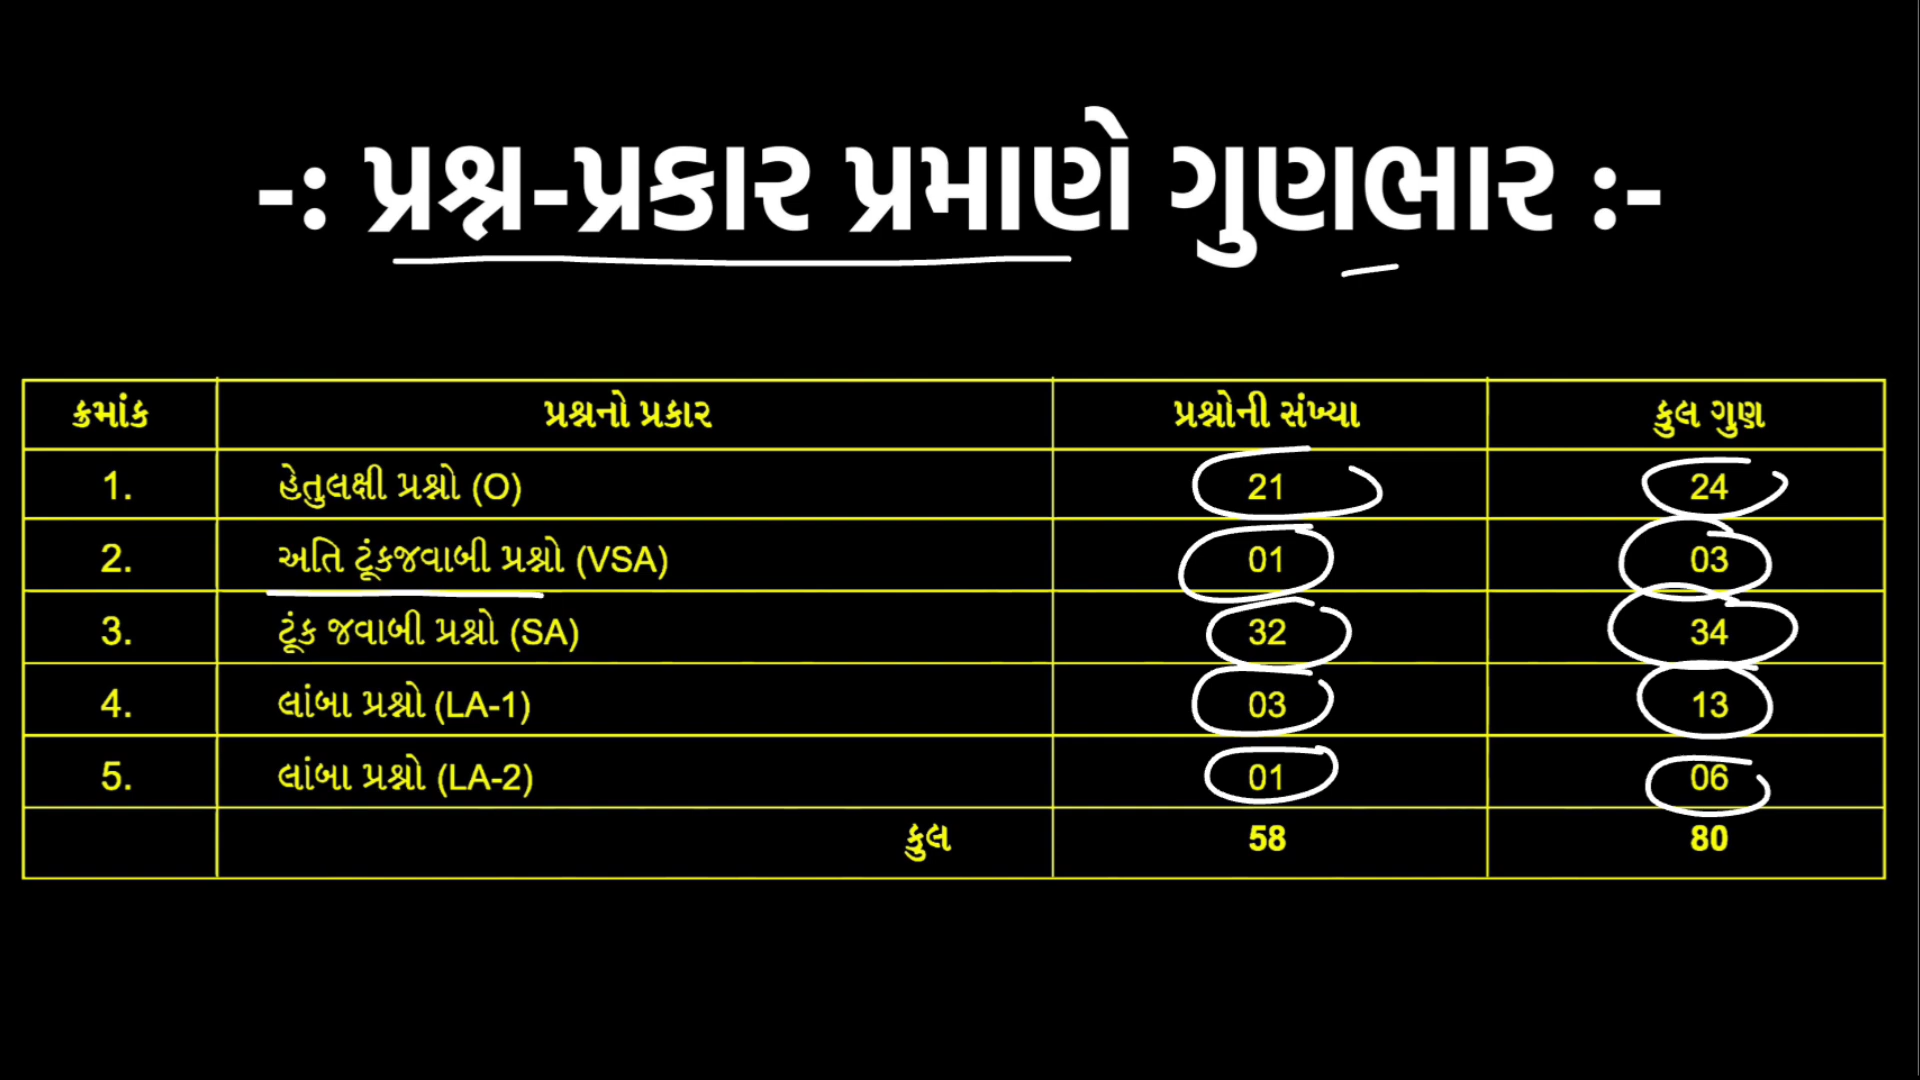 -: પ્રશ્ન-પ્રકાર પ્રમાણે ગુણભાર :-
ક્રમાંક પ્રશ્નનો પ્રકાર પ્રશ્નોની સંખ્યા કુલ ગુણ
1. હેતુલક્ષી પ્રશ્નો (O) 21 24
2. અતિ ટૂંકજવાબી પ્રશ્નો (VSA) 01 03
3. ટૂંક જવાબી પ્રશ્નો (SA) 32 34
4. લાંબા પ્રશ્નો (LA-1) 03 13
5. લાંબા પ્રશ્નો (LA-2) 01 06
કુલ 58 80